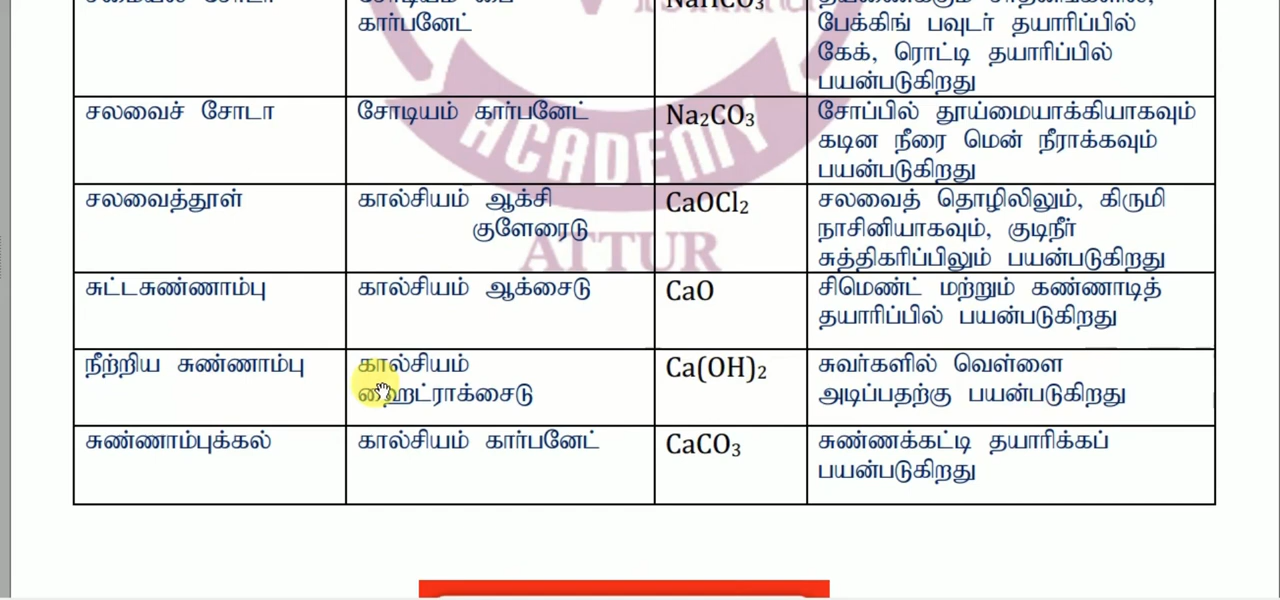 சமையல் சோடா சோடியம் பை NaHCO3
கார்பனேட் பேக்கிங் பவுடர் தயாரிப்பில்
கேக், ரொட்டி தயாரிப்பில்
பயன்படுகிறது
சலவைச் சோடா சோடியம் கார்பனேட் Na2CO3 சோப்பில் தூய்மையாக்கியாகவும்
கடின நீரை மென் நீராக்கவும்
பயன்படுகிறது
சலவைத்தூள் கால்சியம் ஆக்சி CaOCl2 சலவைத் தொழிலிலும், கிருமி
குளேரைடு நாசினியாகவும், குடிநீர்
சுத்திகரிப்பிலும் பயன்படுகிறது
சுட்டசுண்ணாம்பு கால்சியம் ஆக்சைடு CaO சிமெண்ட் மற்றும் கண்ணாடித்
தயாரிப்பில் பயன்படுகிறது
நீற்றிய சுண்ணாம்பு கால்சியம் Ca(OH)2 சுவர்களில் வெள்ளை
ஹைட்ராக்சைடு அடிப்பதற்கு பயன்படுகிறது
சுண்ணாம்புக்கல் கால்சியம் கார்பனேட் CaCO3 சுண்ணக்கட்டி தயாரிக்கப்
பயன்படுகிறது
ACADEMY
ATTUR